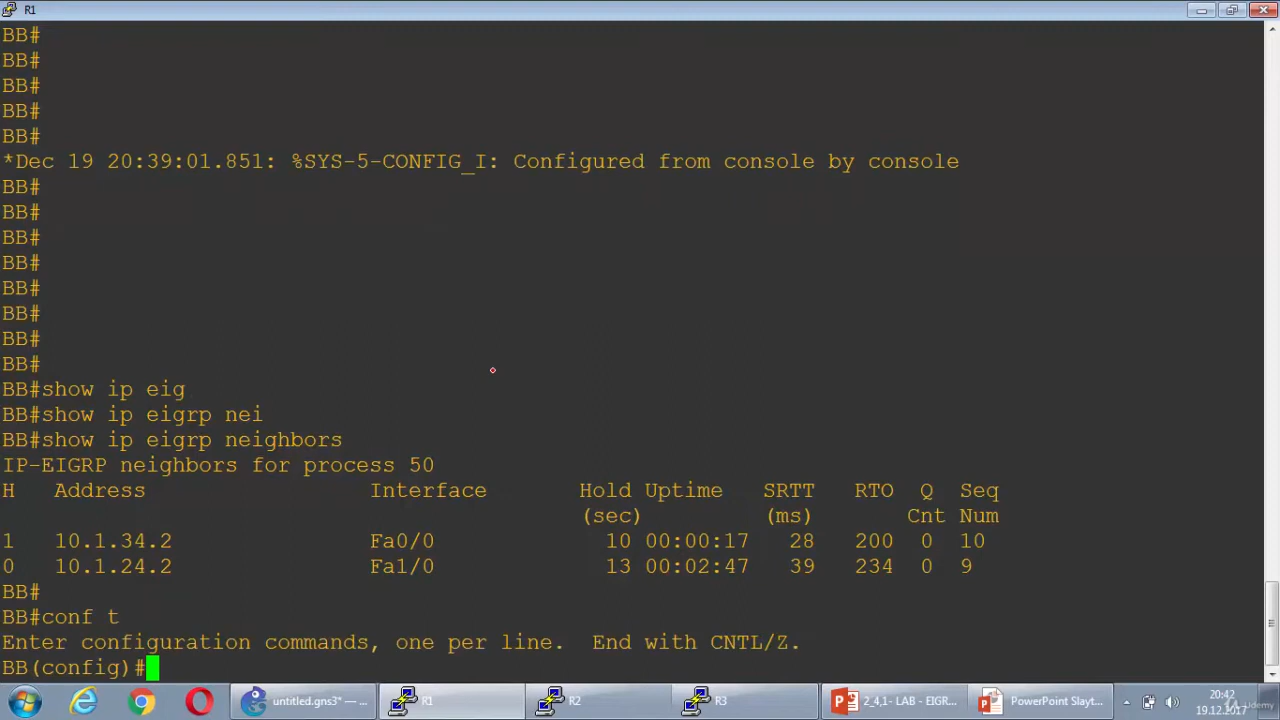 R1
BB#
BB#
BB#
BB#
BB#
*Dec 19 20:39:01.851: %SYS-5-CONFIG_I: Configured from console by console
BB#
BB#
BB#
BB#
BB#
BB#
BB#
BB#
BB#show ip eig
BB#show ip eigrp nei
BB#show ip eigrp neighbors
IP-EIGRP neighbors for process 50
H Address Interface Hold Uptime SRTT RTO Q Seq
(sec) (ms) Cnt Num
1 10.1.34.2 Fa0/0 10 00:00:17 28 200 0 10
0 10.1.24.2 Fa1/0 13 00:02:47 39 234 0 9
BB#
BB#conf t
Enter configuration commands, one per line. End with CNTL/Z.
BB(config)#
untitled.gns3* — ... R1 R2 R3 2_4,1- LAB - EIGR... PowerPoint Slayt... 20:42
19.12.2017
Udemy